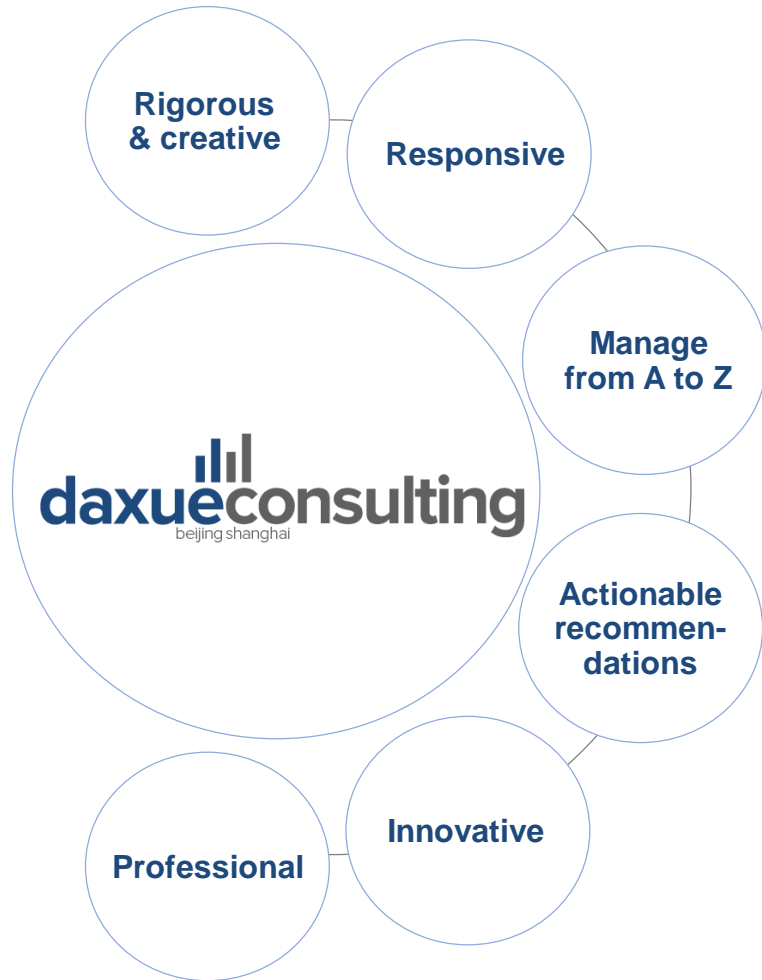 Rigorous
& creative
Responsive
Manage
from A to Z
daxueconsulting
beijing shanghai
Actionable
recommen-
dations
Innovative
Professional